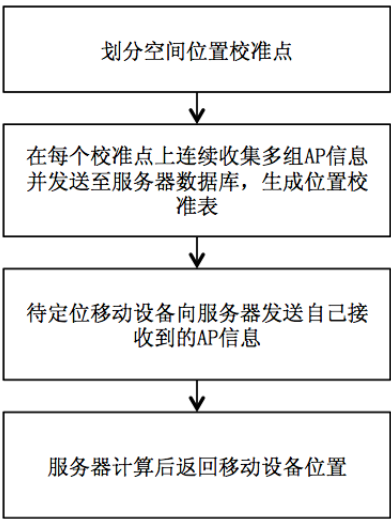 划分空间位置校准点
在每个校准点上连续收集多组AP信息
并发送至服务器数据库，生成位置校
准表
待定位移动设备向服务器发送自己接
收到的AP信息
服务器计算后返回移动设备位置